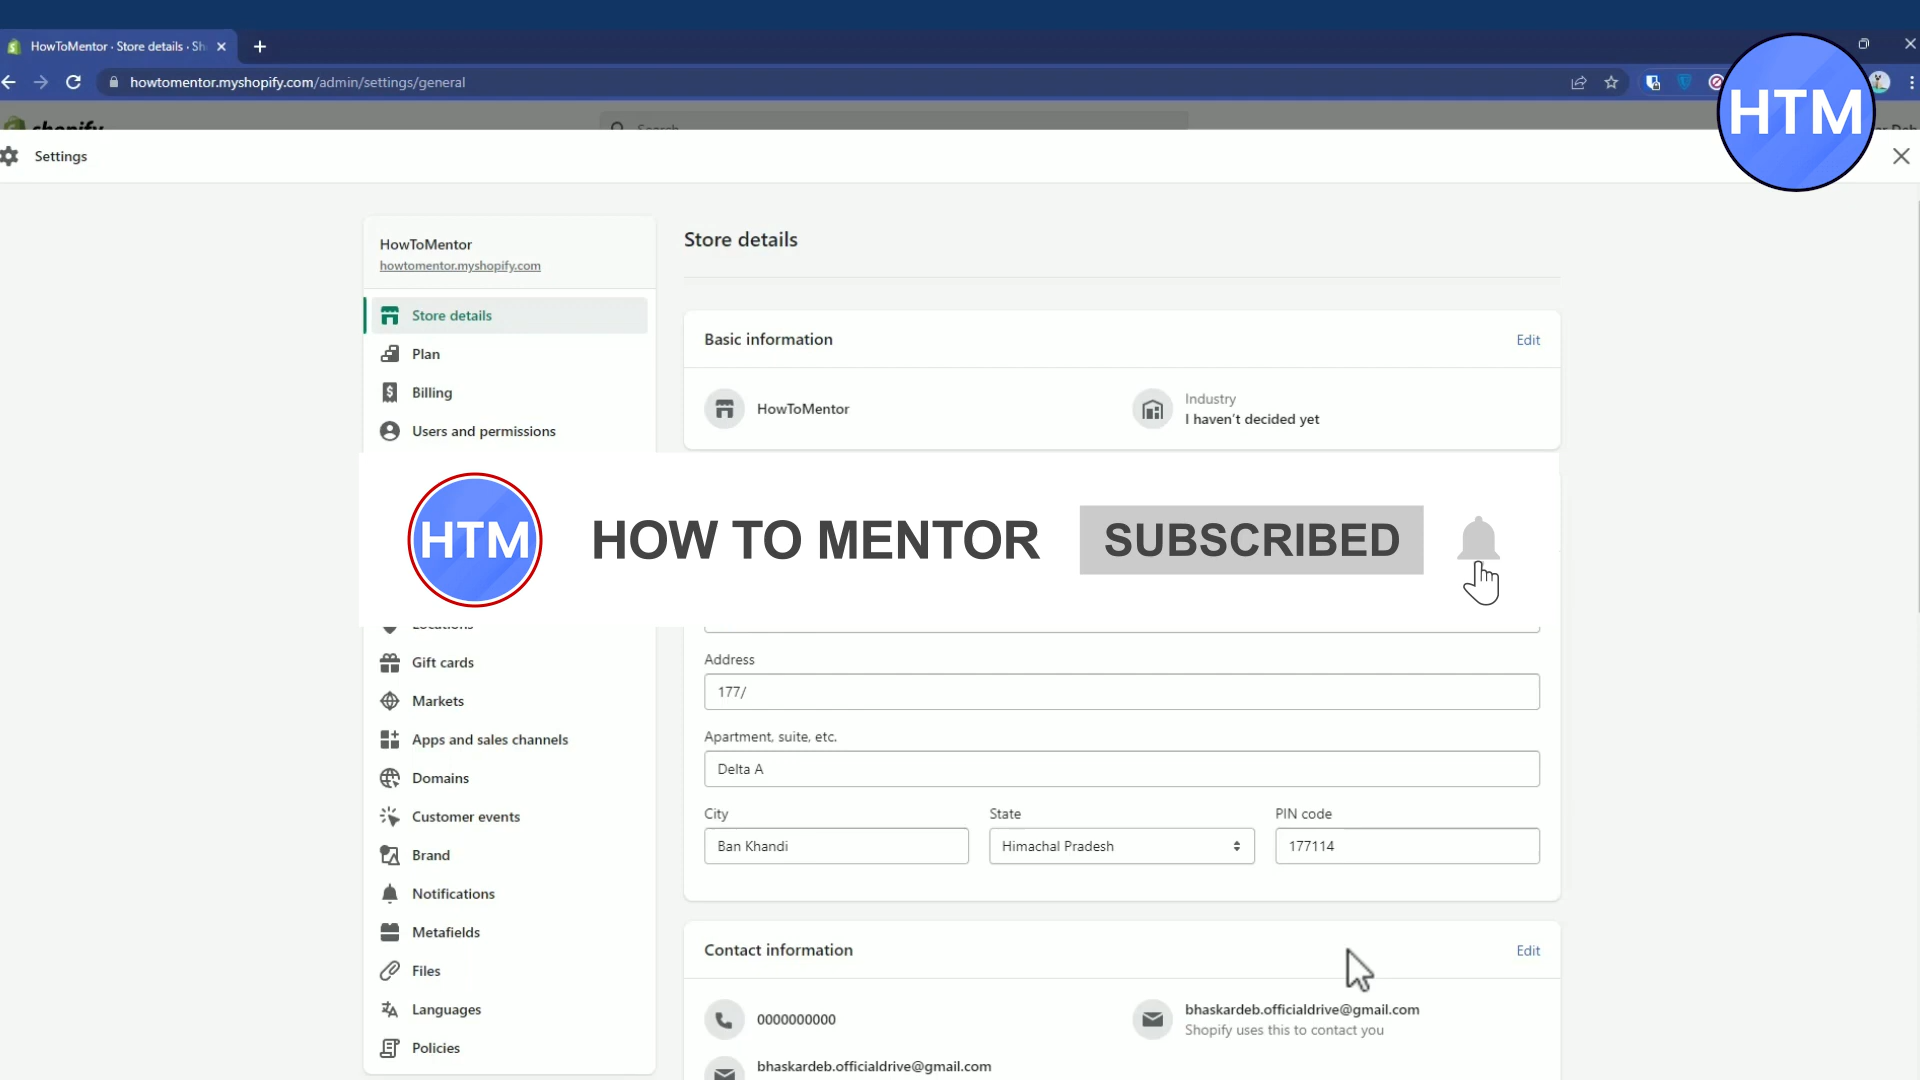 HowToMentor · Store details · Sh
howtomentor.myshopify.com/admin/settings/general
HTM
shopify
Search
Settings
HowToMentor
howtomentor.myshopify.com
Store details
Plan
Billing
Users and permissions
Store details
Basic information
Edit
HowToMentor
Industry
I haven't decided yet
HTM
HOW TO MENTOR
SUBSCRIBED
Locations
Gift cards
Markets
Apps and sales channels
Domains
Customer events
Brand
Notifications
Metafields
Files
Languages
Policies
Address
177/
Apartment, suite, etc.
Delta A
City
State
PIN code
Ban Khandi
Himachal Pradesh
177114
Contact information
Edit
0000000000
bhaskardeb.officialdrive@gmail.com
Shopify uses this to contact you
bhaskardeb.officialdrive@gmail.com